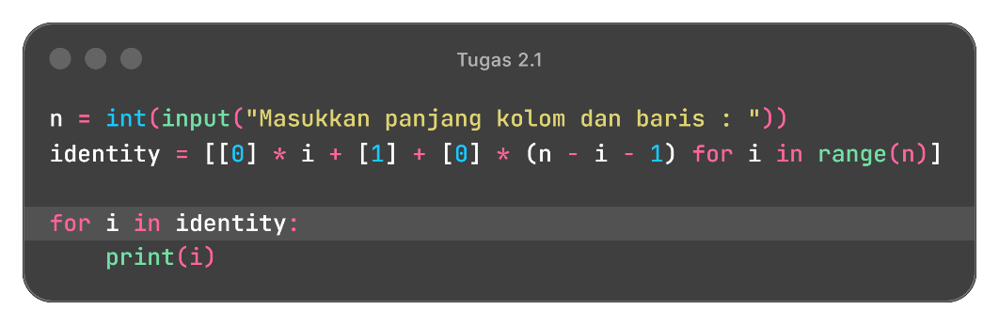 Tugas 2.1
n = int(input("Masukkan panjang kolom dan baris : "))
identity = [[0] * i + [1] + [0] * (n - i - 1) for i in range(n)]
for i in identity:
    print(i)